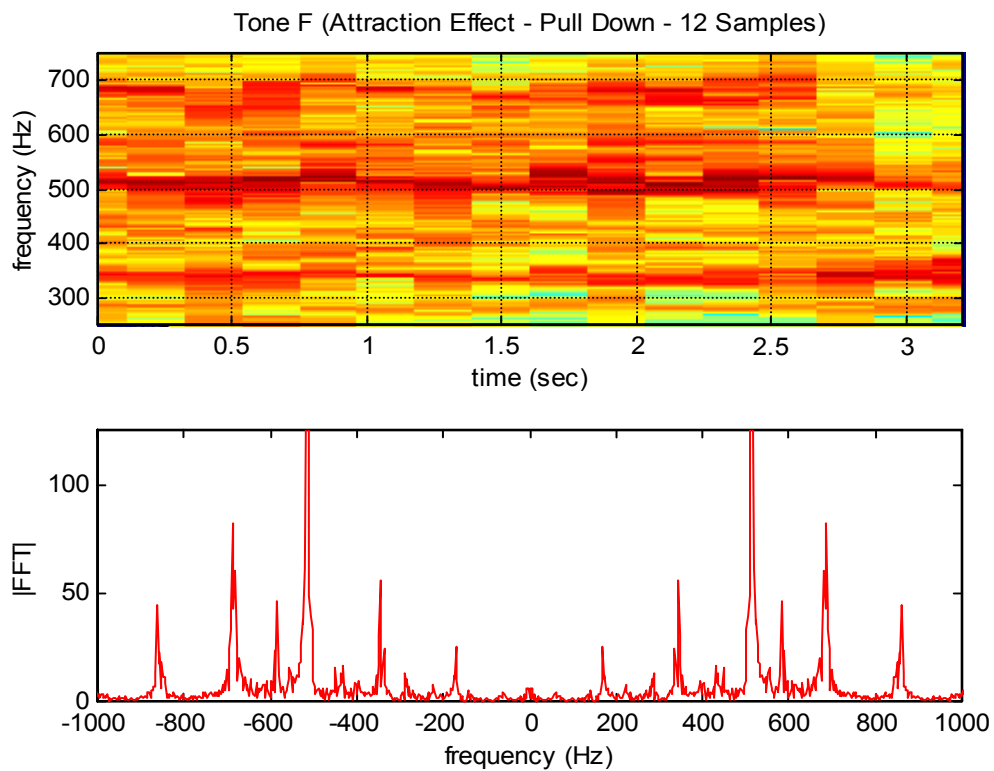 Tone F (Attraction Effect - Pull Down - 12 Samples)
700
600
500
400
300
frequency (Hz)
0 0.5 1 1.5 2 2.5 3
time (sec)
100
50
0
|FFT|
-1000 -800 -600 -400 -200 0 200 400 600 800 1000
frequency (Hz)